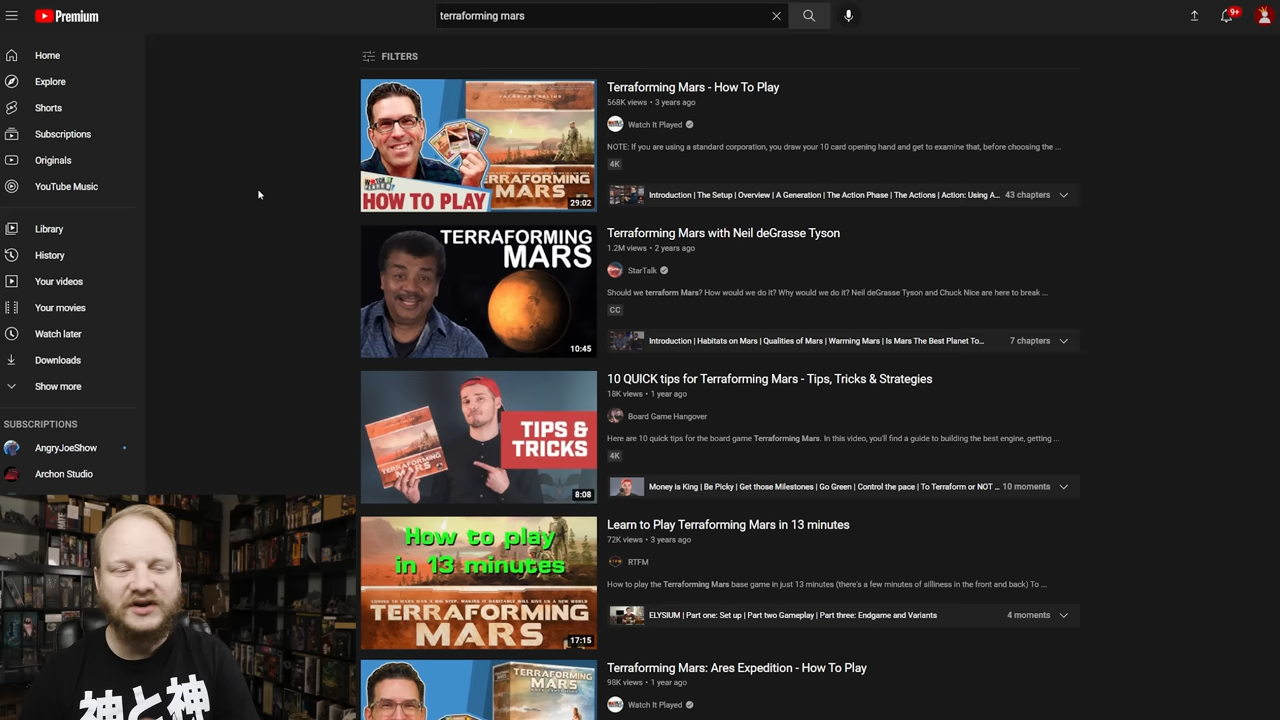 Premium
terraforming mars
9+
Home
Explore
Shorts
Subscriptions
Originals
YouTube Music
Library
History
Your videos
Your movies
Watch later
Downloads
Show more
SUBSCRIPTIONS
AngryJoeShow
Archon Studio
FILTERS
TERRAFORMING
MARS
HOW TO PLAY
29:02
Terraforming Mars - How To Play
568K views • 3 years ago
Watch It Played
NOTE: If you are using a standard corporation, you draw your 10 card opening hand and get to examine that, before choosing the ...
4K
Introduction | The Setup | Overview | A Generation | The Action Phase | The Actions | Action: Using A...
43 chapters
TERRAFORMING
MARS
10:45
Terraforming Mars with Neil deGrasse Tyson
1.2M views • 2 years ago
StarTalk
Should we terraform Mars? How would we do it? Why would we do it? Neil deGrasse Tyson and Chuck Nice are here to break ...
CC
Introduction | Habitats on Mars | Qualities of Mars | Warming Mars | Is Mars The Best Planet To...
7 chapters
TERRAFORMING
MARS
TIPS &
TRICKS
8:08
10 QUICK tips for Terraforming Mars - Tips, Tricks & Strategies
18K views • 1 year ago
Board Game Hangover
Here are 10 quick tips for the board game Terraforming Mars. In this video, you'll find a guide to building the best engine, getting ...
4K
Money is King | Be Picky | Get those Milestones | Go Green | Control the pace | To Terraform or NOT ...
10 moments
How to play
in 13 minutes
TERRAFORMING
MARS
17:15
Learn to Play Terraforming Mars in 13 minutes
72K views • 3 years ago
RTFM
How to play the Terraforming Mars base game in just 13 minutes (there's a few minutes of silliness in the front and back) To ...
ELYSIUM | Part one: Set up | Part two Gameplay | Part three: Endgame and Variants
4 moments
TERRAFORMING
MARS
Terraforming Mars: Ares Expedition - How To Play
98K views • 1 year ago
Watch It Played
神と神